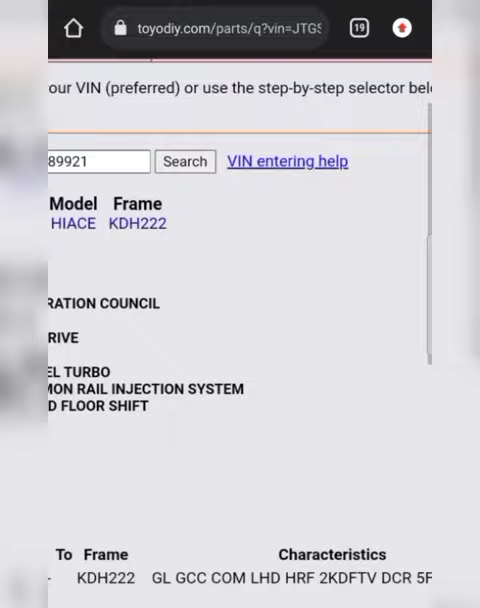 toyodiy.com/parts/q?vin=JTGS
19
our VIN (preferred) or use the step-by-step selector bel
89921 Search VIN entering help
Model Frame
HIACE KDH222
RATION COUNCIL
RIVE
EL TURBO
MON RAIL INJECTION SYSTEM
D FLOOR SHIFT
To Frame Characteristics
- KDH222 GL GCC COM LHD HRF 2KDFTV DCR 5F